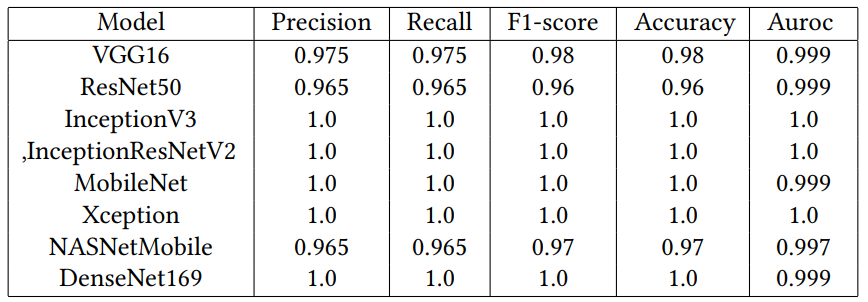 Model Precision Recall F1-score Accuracy Auroc
VGG16 0.975 0.975 0.98 0.98 0.999
ResNet50 0.965 0.965 0.96 0.96 0.999
InceptionV3 1.0 1.0 1.0 1.0 1.0
,InceptionResNetV2 1.0 1.0 1.0 1.0 1.0
MobileNet 1.0 1.0 1.0 1.0 0.999
Xception 1.0 1.0 1.0 1.0 1.0
NASNetMobile 0.965 0.965 0.97 0.97 0.997
DenseNet169 1.0 1.0 1.0 1.0 0.999